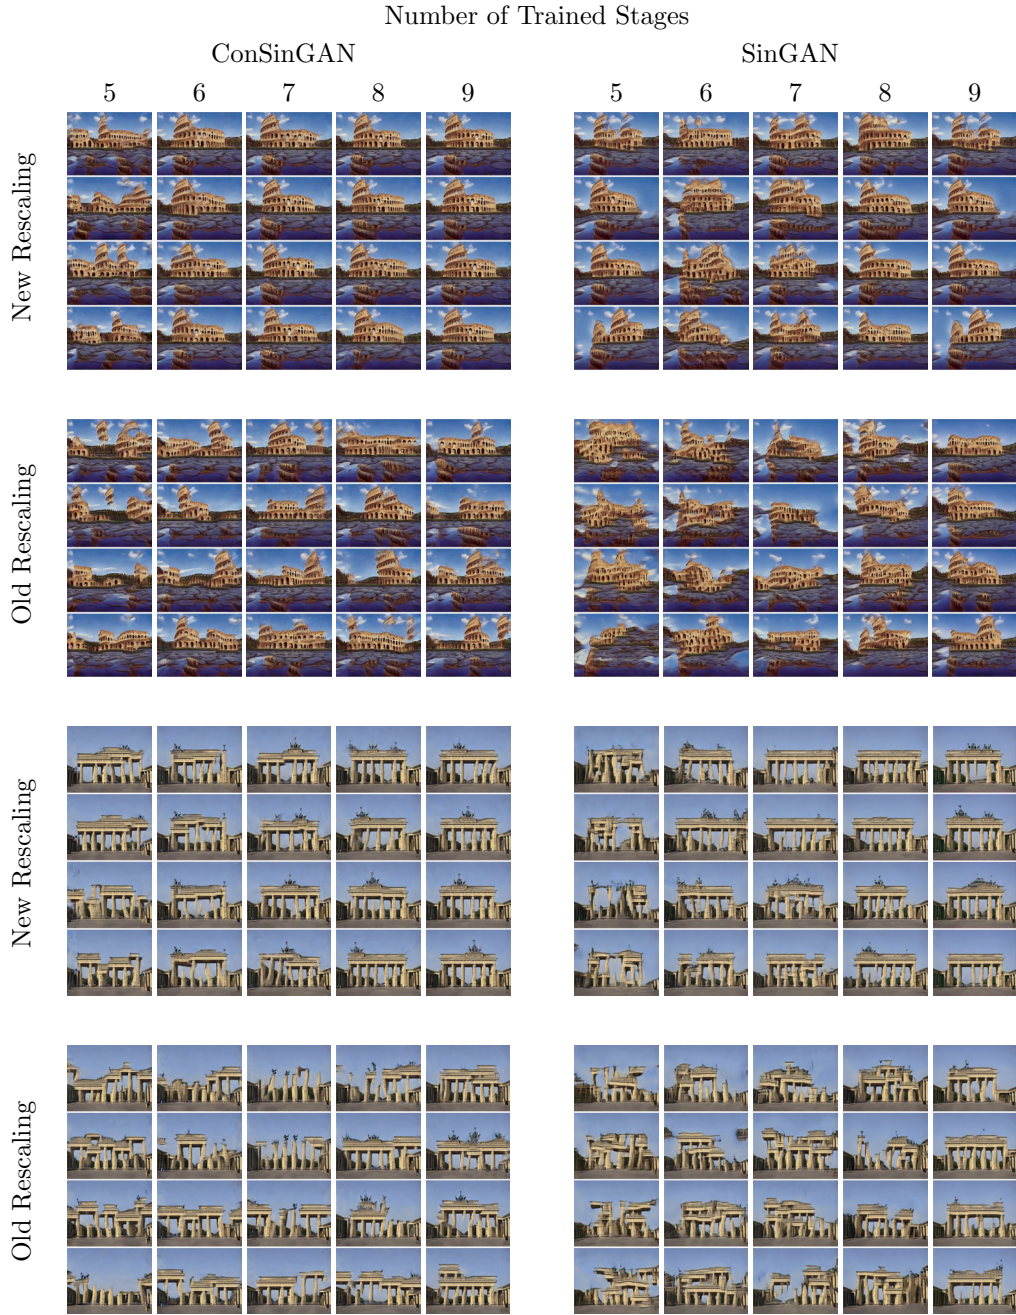 Number of Trained Stages
ConSinGAN SinGAN
5 6 7 8 9 5 6 7 8 9
New Rescaling
Old Rescaling
New Rescaling
Old Rescaling